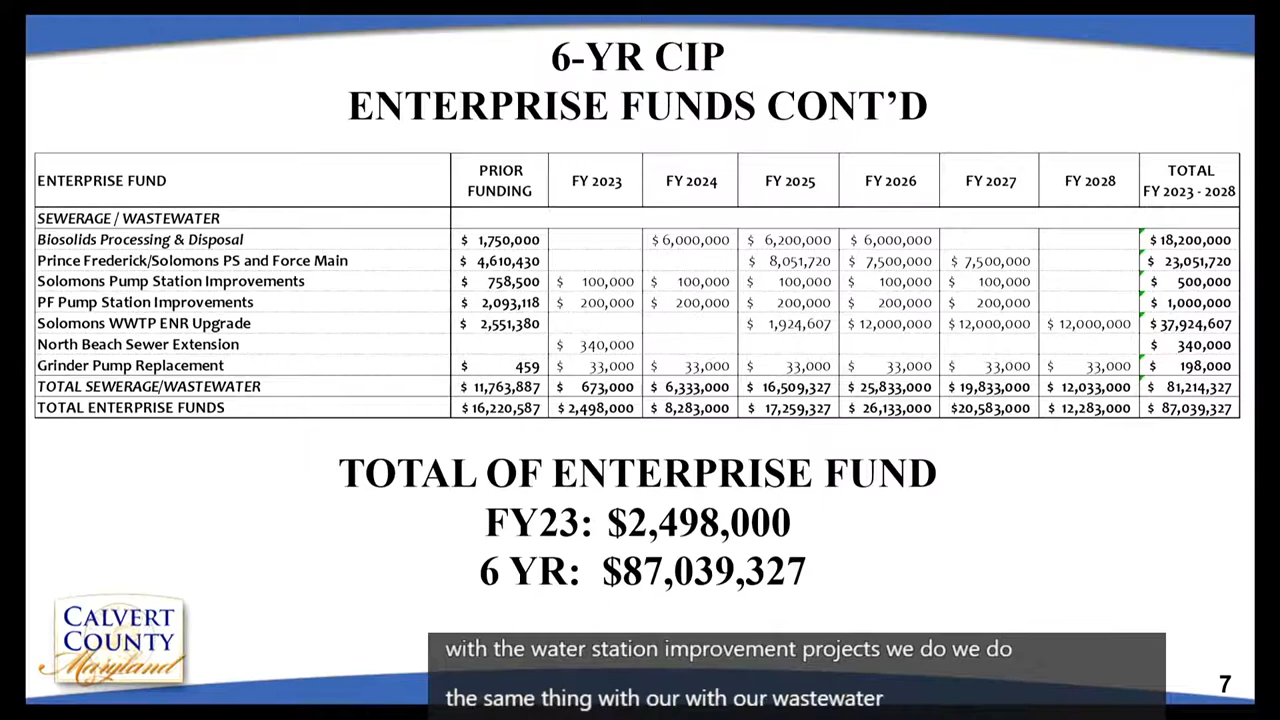 6-YR CIP
ENTERPRISE FUNDS CONT’D
ENTERPRISE FUND PRIOR FUNDING FY 2023 FY 2024 FY 2025 FY 2026 FY 2027 FY 2028 TOTAL FY 2023 - 2028
SEWERAGE / WASTEWATER
Biosolids Processing & Disposal $ 1,750,000 $ 6,000,000 $ 6,200,000 $ 6,000,000 $ 18,200,000
Prince Frederick/Solomons PS and Force Main $ 4,610,430 $ 8,051,720 $ 7,500,000 $ 7,500,000 $ 23,051,720
Solomons Pump Station Improvements $ 758,500 $ 100,000 $ 100,000 $ 100,000 $ 100,000 $ 100,000 $ 500,000
PF Pump Station Improvements $ 2,093,118 $ 200,000 $ 200,000 $ 200,000 $ 200,000 $ 200,000 $ 1,000,000
Solomons WWTP ENR Upgrade $ 2,551,380 $ 1,924,607 $ 12,000,000 $ 12,000,000 $ 12,000,000 $ 37,924,607
North Beach Sewer Extension $ 340,000 $ 340,000
Grinder Pump Replacement $ 459 $ 33,000 $ 33,000 $ 33,000 $ 33,000 $ 33,000 $ 33,000 $ 198,000
TOTAL SEWERAGE/WASTEWATER $ 11,763,887 $ 673,000 $ 6,333,000 $ 16,509,327 $ 25,833,000 $ 19,833,000 $ 12,033,000 $ 81,214,327
TOTAL ENTERPRISE FUNDS $ 16,220,587 $ 2,498,000 $ 8,283,000 $ 17,259,327 $ 26,133,000 $20,583,000 $ 12,283,000 $ 87,039,327
TOTAL OF ENTERPRISE FUND
FY23: $2,498,000
6 YR: $87,039,327
CALVERT
COUNTY
Maryland
with the water station improvement projects we do we do
the same thing with our with our wastewater
7